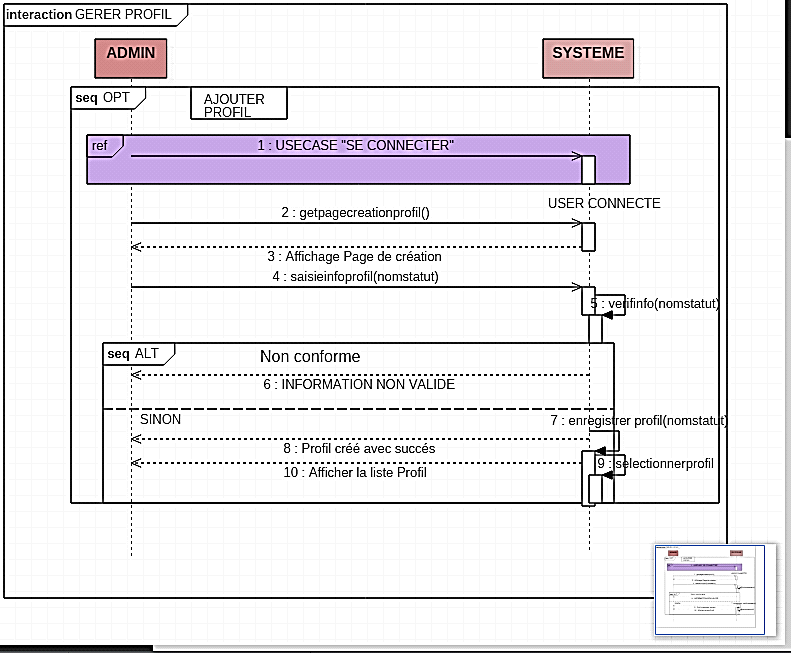 interaction GERER PROFIL
ADMIN
SYSTEME
seq OPT
AJOUTER
PROFIL
ref
1 : USECASE "SE CONNECTER"
USER CONNECTE
2 : getpagecreationprofil()
3 : Affichage Page de création
4 : saisieinfoprofil(nomstatut)
5 : verifinfo(nomstatut)
seq ALT
Non conforme
6 : INFORMATION NON VALIDE
SINON
7 : enregistrer profil(nomstatut)
8 : Profil créé avec succés
9 : selectionnerprofil
10 : Afficher la liste Profil